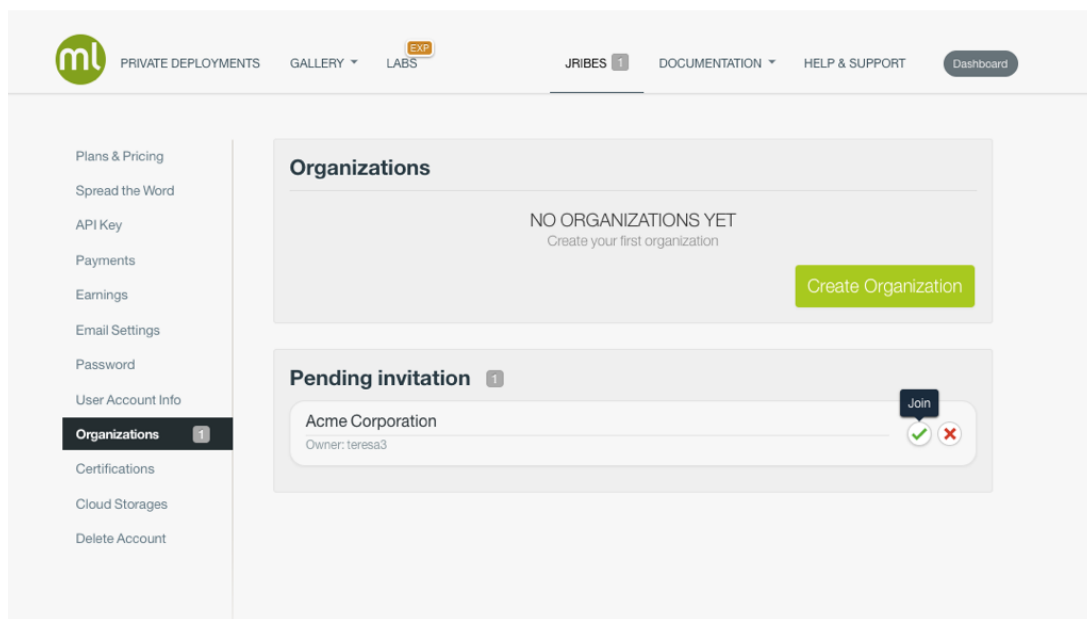 ml PRIVATE DEPLOYMENTS GALLERY LABS EXP JRIBES 1 DOCUMENTATION HELP & SUPPORT Dashboard
Plans & Pricing
Spread the Word
API Key
Payments
Earnings
Email Settings
Password
User Account Info
Organizations 1
Certifications
Cloud Storages
Delete Account
Organizations
NO ORGANIZATIONS YET
Create your first organization
Create Organization
Pending invitation 1
Join
Acme Corporation
Owner: teresa3